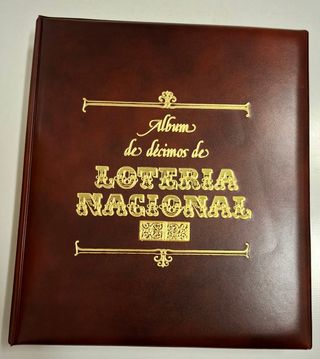 Album
de décimos de
LOTERIA
NACIONAL